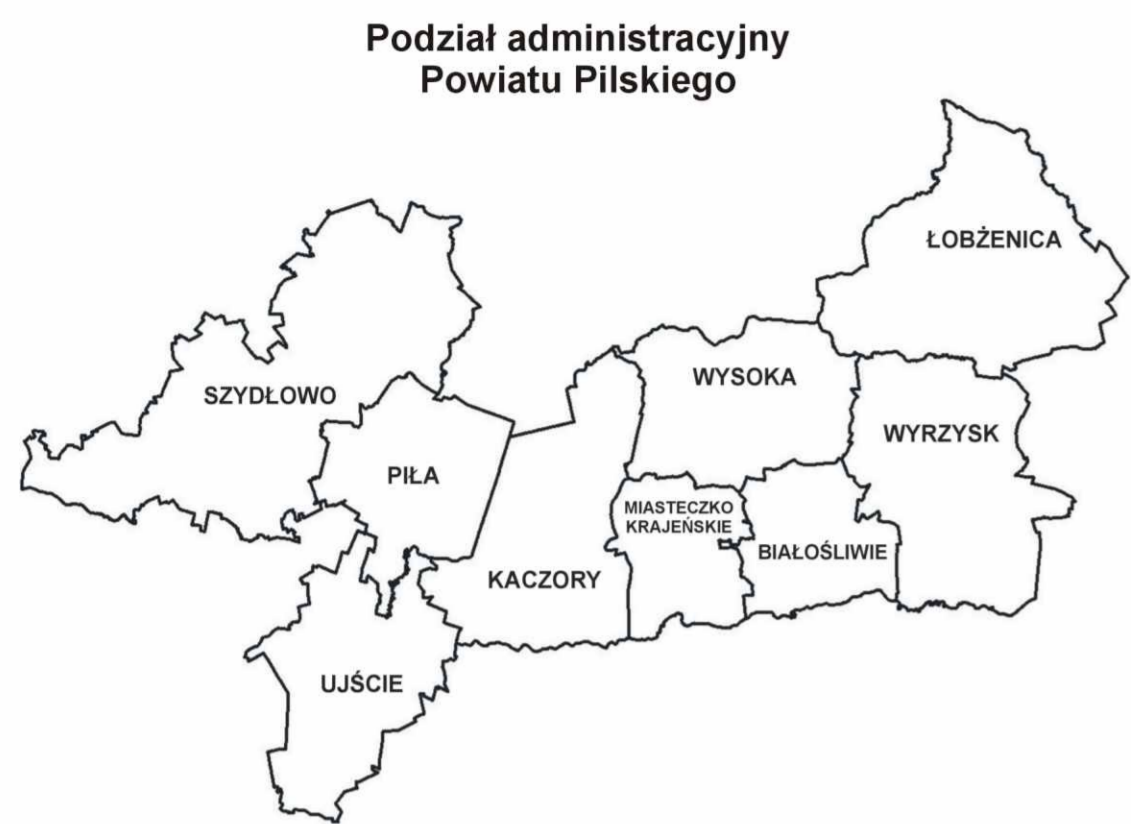 Podział administracyjny
Powiatu Pilskiego
ŁOBŻENICA
WYSOKA
SZYDŁOWO
WYRZYSK
PIŁA
MIASTECZKO
KRAJEŃSKIE
BIAŁOŚLIWIE
KACZORY
UJŚCIE